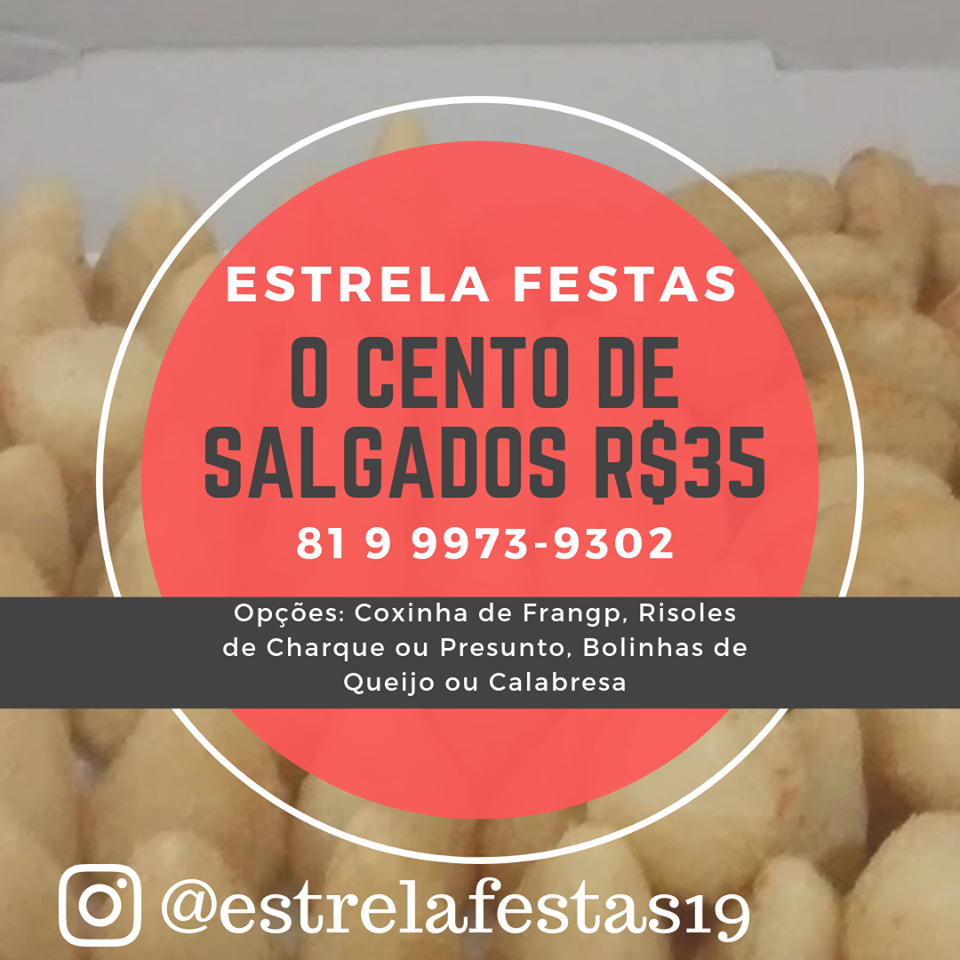 ESTRELA FESTAS
O CENTO DE
SALGADOS R$35
81 9 9973-9302
Opções: Coxinha de Frangp, Risoles
de Charque ou Presunto, Bolinhas de
Queijo ou Calabresa
@estrelafestas19